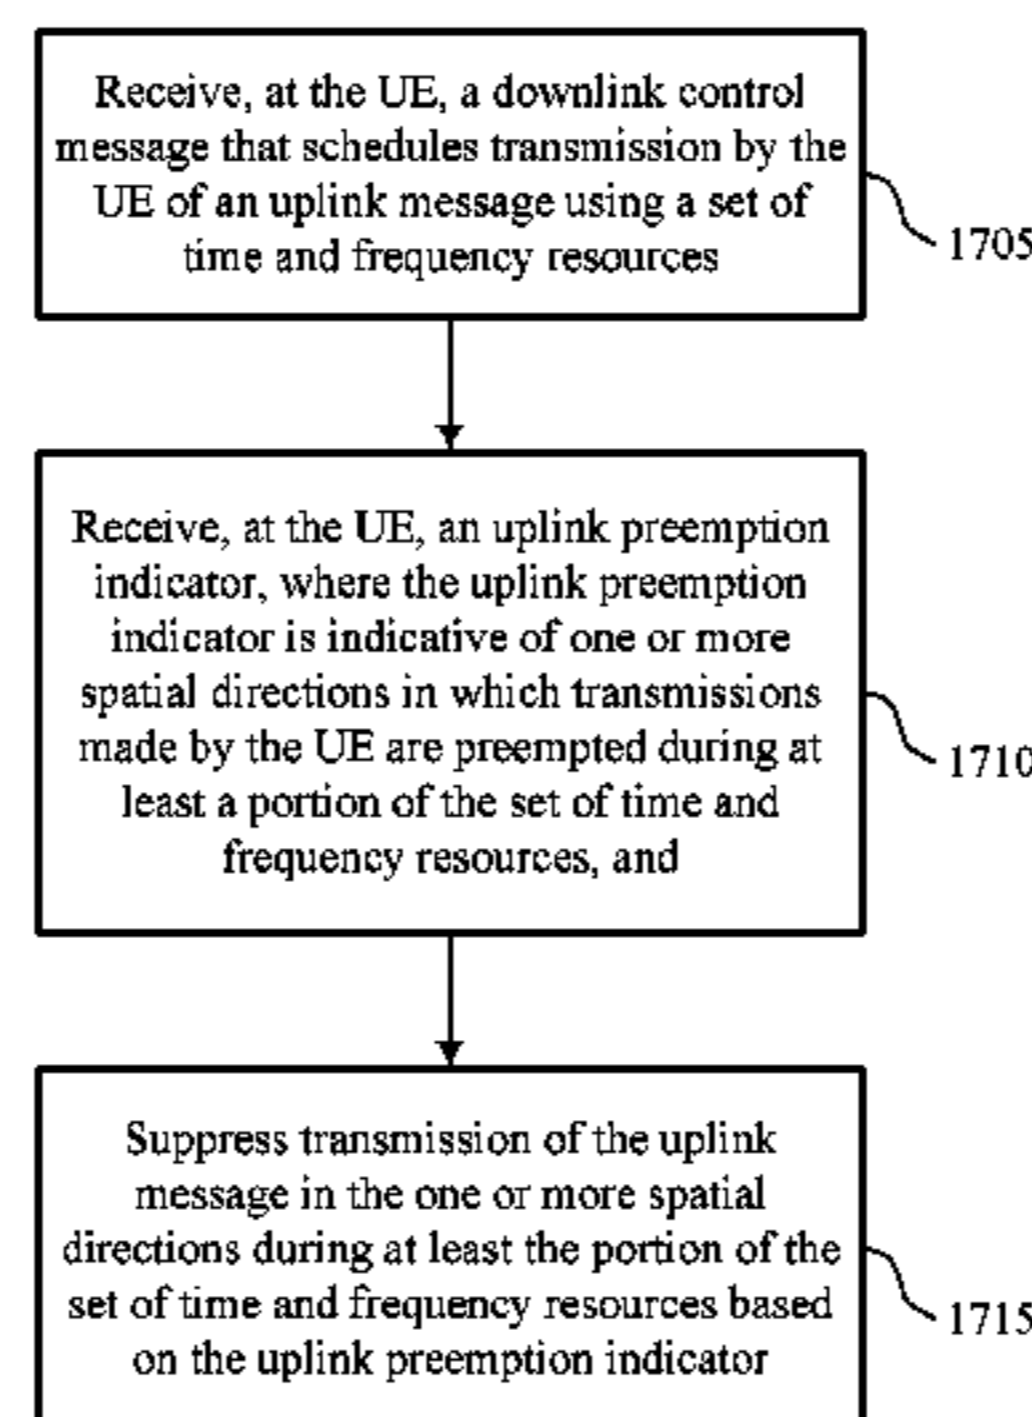 Receive, at the UE, a downlink control
message that schedules transmission by the
UE of an uplink message using a set of
time and frequency resources
1705
Receive, at the UE, an uplink preemption
indicator, where the uplink preemption
indicator is indicative of one or more
spatial directions in which transmissions
made by the UE are preempted during at
least a portion of the set of time and
frequency resources, and
1710
Suppress transmission of the uplink
message in the one or more spatial
directions during at least the portion of the
set of time and frequency resources based
on the uplink preemption indicator
1715